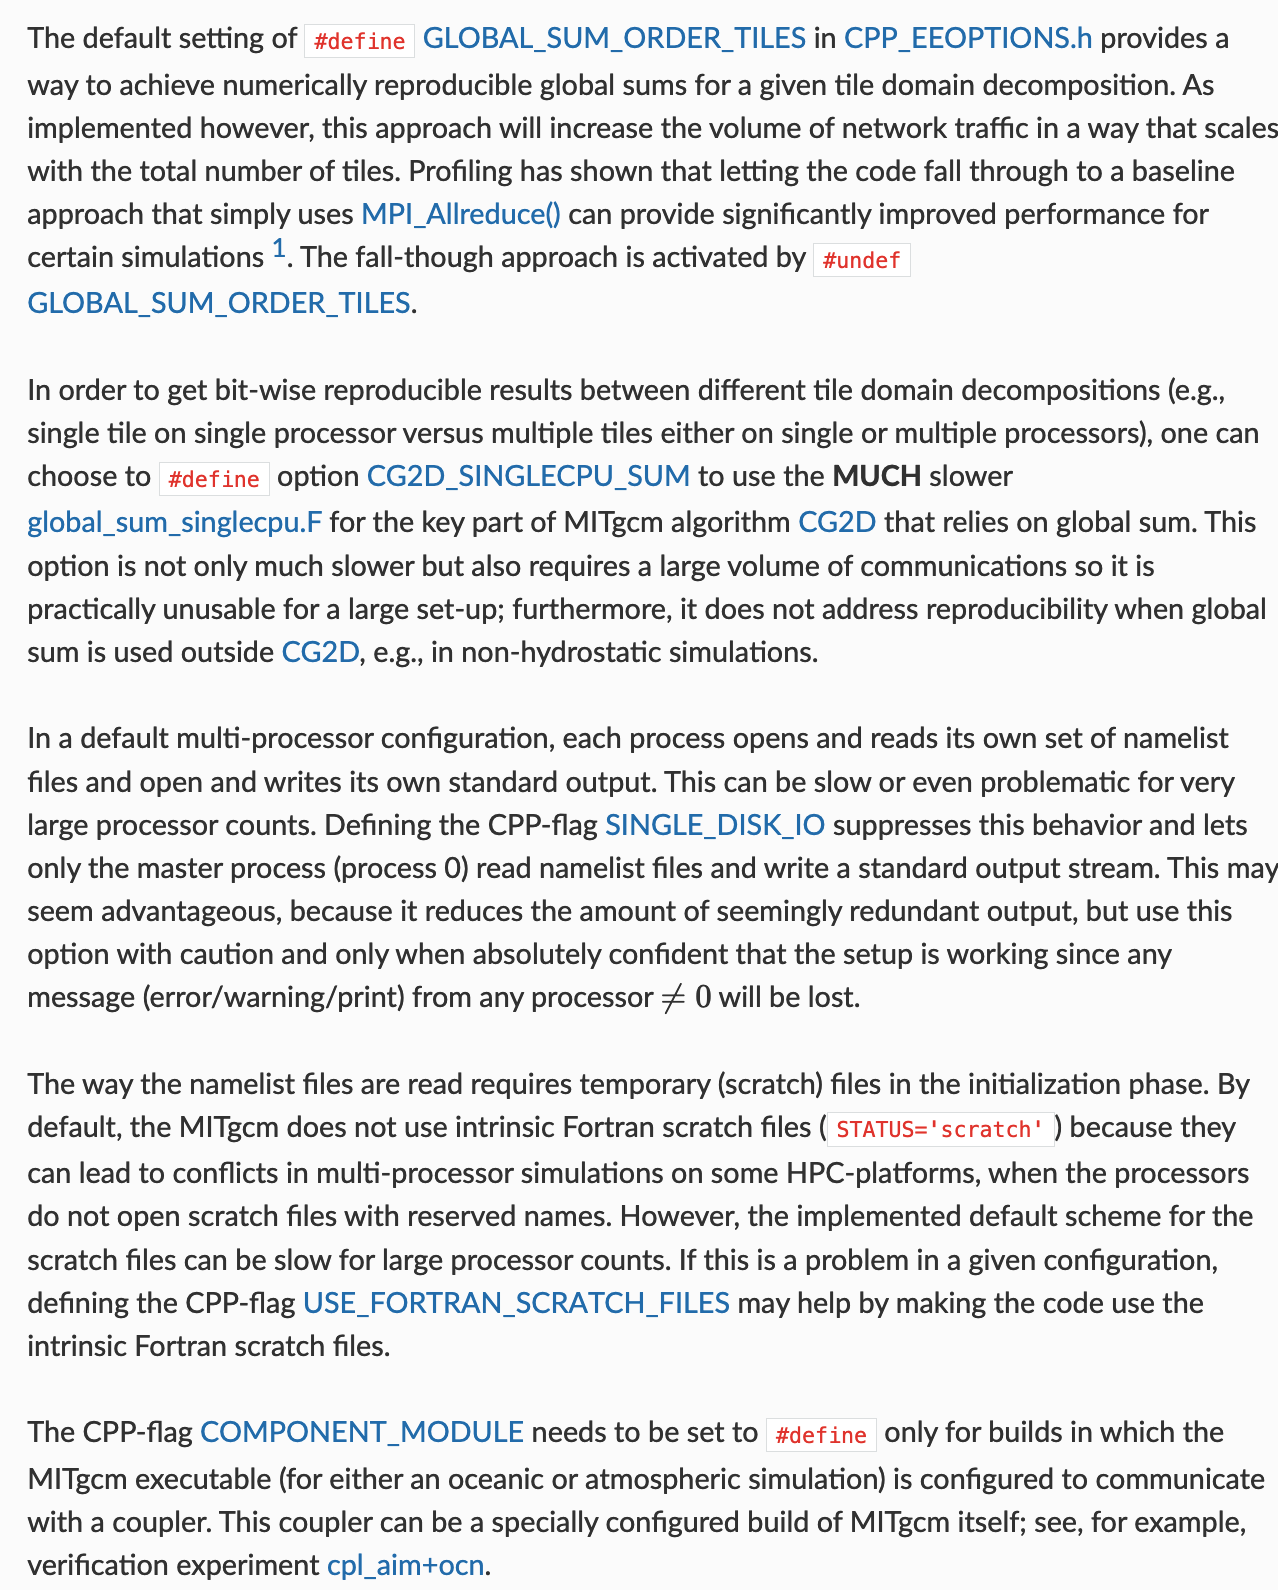 The default setting of #define GLOBAL_SUM_ORDER_TILES in CPP_EEOPTIONS.h provides a
way to achieve numerically reproducible global sums for a given tile domain decomposition. As
implemented however, this approach will increase the volume of network traffic in a way that scales
with the total number of tiles. Profiling has shown that letting the code fall through to a baseline
approach that simply uses MPI_Allreduce() can provide significantly improved performance for
certain simulations 1. The fall-though approach is activated by #undef
GLOBAL_SUM_ORDER_TILES.
In order to get bit-wise reproducible results between different tile domain decompositions (e.g.,
single tile on single processor versus multiple tiles either on single or multiple processors), one can
choose to #define option CG2D_SINGLECPU_SUM to use the MUCH slower
global_sum_singlecpu.F for the key part of MITgcm algorithm CG2D that relies on global sum. This
option is not only much slower but also requires a large volume of communications so it is
practically unusable for a large set-up; furthermore, it does not address reproducibility when global
sum is used outside CG2D, e.g., in non-hydrostatic simulations.
In a default multi-processor configuration, each process opens and reads its own set of namelist
files and open and writes its own standard output. This can be slow or even problematic for very
large processor counts. Defining the CPP-flag SINGLE_DISK_IO suppresses this behavior and lets
only the master process (process 0) read namelist files and write a standard output stream. This may
seem advantageous, because it reduces the amount of seemingly redundant output, but use this
option with caution and only when absolutely confident that the setup is working since any
message (error/warning/print) from any processor ≠ 0 will be lost.
The way the namelist files are read requires temporary (scratch) files in the initialization phase. By
default, the MITgcm does not use intrinsic Fortran scratch files (STATUS='scratch') because they
can lead to conflicts in multi-processor simulations on some HPC-platforms, when the processors
do not open scratch files with reserved names. However, the implemented default scheme for the
scratch files can be slow for large processor counts. If this is a problem in a given configuration,
defining the CPP-flag USE_FORTRAN_SCRATCH_FILES may help by making the code use the
intrinsic Fortran scratch files.
The CPP-flag COMPONENT_MODULE needs to be set to #define only for builds in which the
MITgcm executable (for either an oceanic or atmospheric simulation) is configured to communicate
with a coupler. This coupler can be a specially configured build of MITgcm itself; see, for example,
verification experiment cpl_aim+ocn.